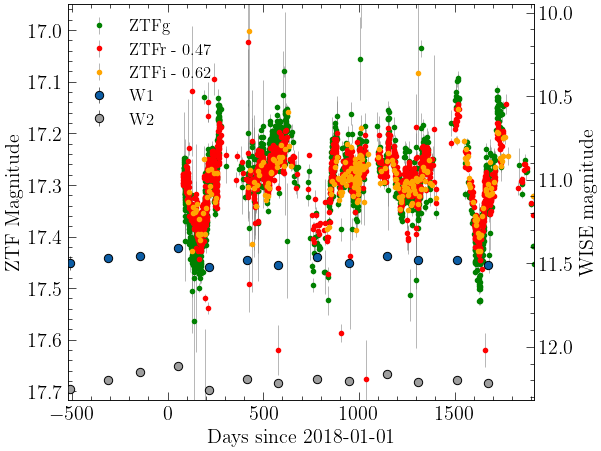 ZTFg
ZTFr - 0.47
ZTFi - 0.62
W1
W2
17.0
17.1
17.2
17.3
17.4
17.5
17.6
17.7
ZTF Magnitude
10.0
10.5
11.0
11.5
12.0
WISE magnitude
−500
0
500
1000
1500
Days since 2018-01-01